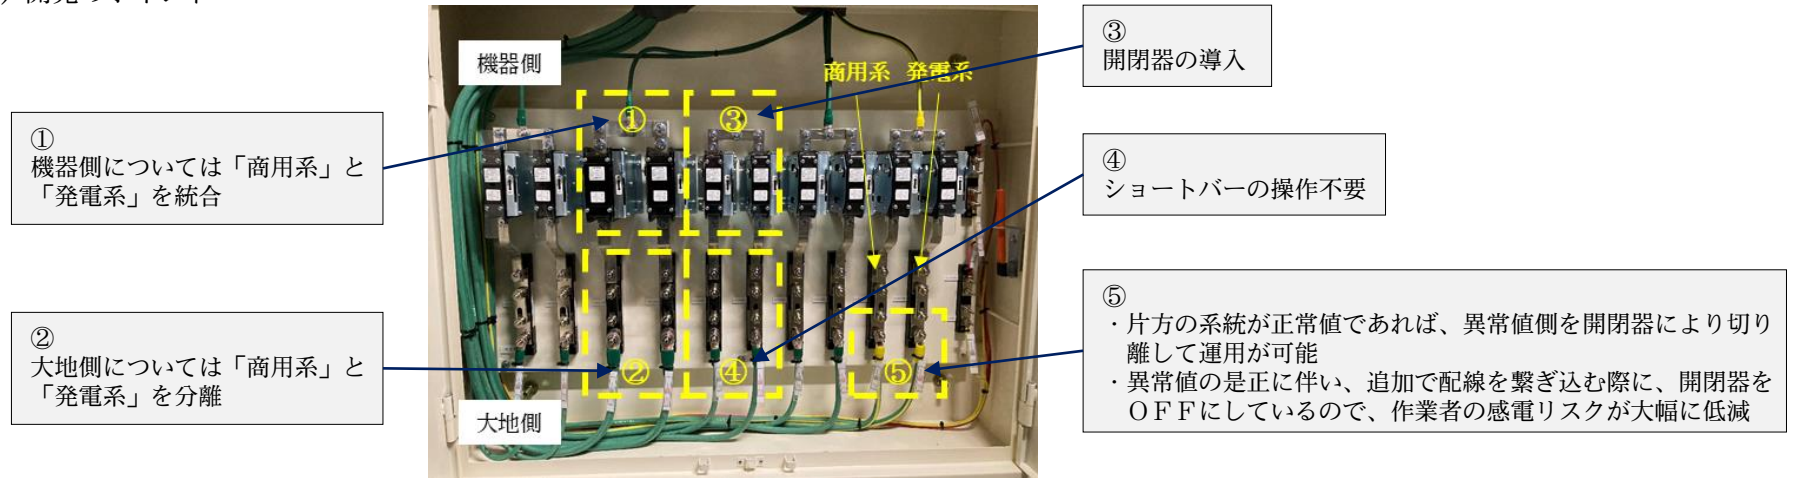 ①
機器側については「商用系」と
「発電系」を統合
②
大地側については「商用系」と
「発電系」を分離
機器側
商用系 発電系
①
③
②
④
⑤
大地側
③
開閉器の導入
④
ショートバーの操作不要
⑤
・片方の系統が正常値であれば、異常値側を開閉器により切り
離して運用が可能
・異常値の是正に伴い、追加で配線を繋ぎ込む際に、開閉器を
ＯＦＦにしているので、作業者の感電リスクが大幅に低減